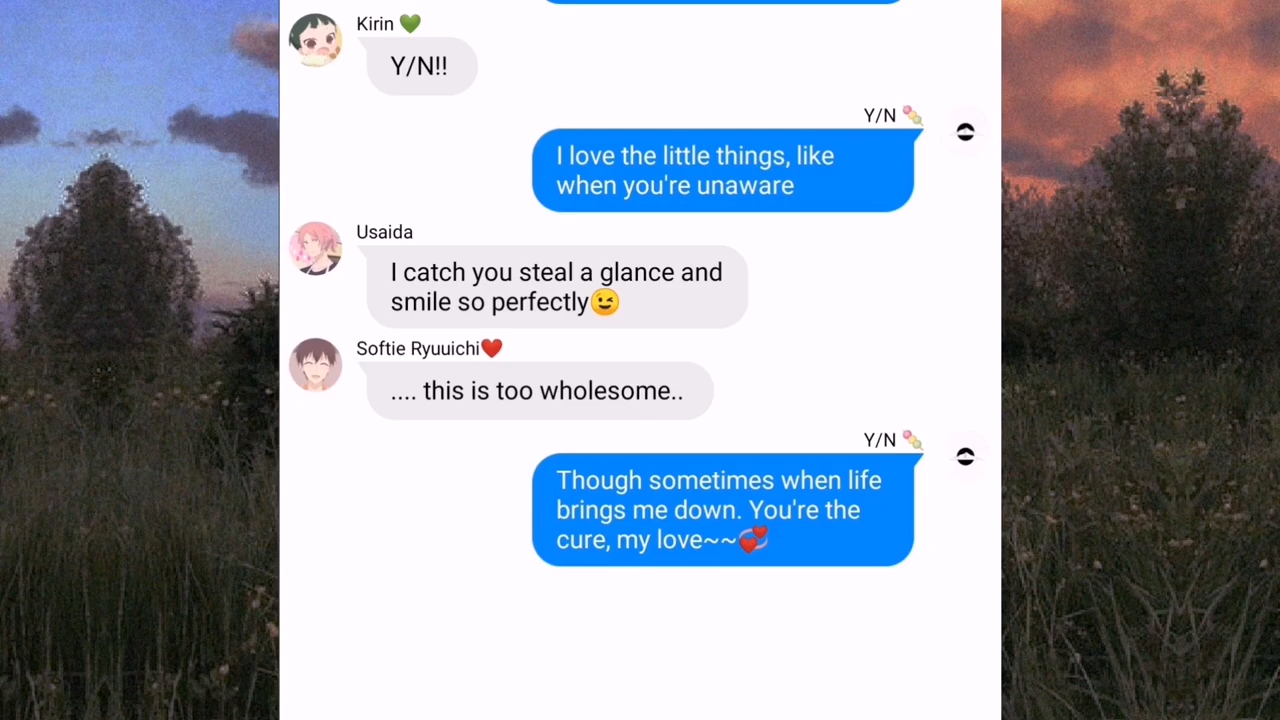 Kirin 💚
Y/N!!
Y/N 🍡
I love the little things, like
when you're unaware
Usaida
I catch you steal a glance and
smile so perfectly😉
Softie Ryuuichi❤️
.... this is too wholesome..
Y/N 🍡
Though sometimes when life
brings me down. You're the
cure, my love~~💞